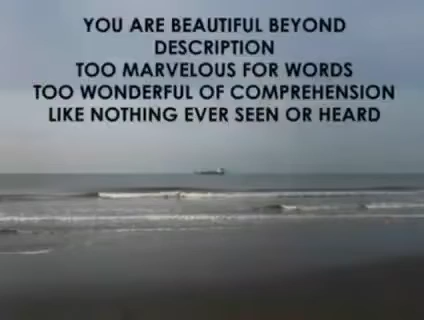 YOU ARE BEAUTIFUL BEYOND
DESCRIPTION
TOO MARVELOUS FOR WORDS
TOO WONDERFUL OF COMPREHENSION
LIKE NOTHING EVER SEEN OR HEARD